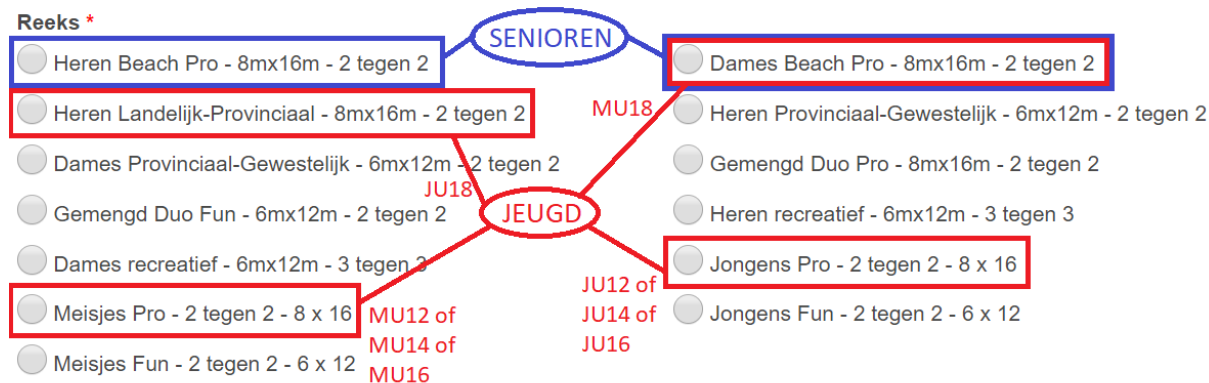 Reeks *
SENIOREN
Heren Beach Pro - 8mx16m - 2 tegen 2
Dames Beach Pro - 8mx16m - 2 tegen 2
Heren Landelijk-Provinciaal - 8mx16m - 2 tegen 2
MU18
Heren Provinciaal-Gewestelijk - 6mx12m - 2 tegen 2
Dames Provinciaal-Gewestelijk - 6mx12m - 2 tegen 2
Gemengd Duo Pro - 8mx16m - 2 tegen 2
JU18
Gemengd Duo Fun - 6mx12m - 2 tegen 2
JEUGD
Heren recreatief - 6mx12m - 3 tegen 3
Dames recreatief - 6mx12m - 3 tegen 3
Jongens Pro - 2 tegen 2 - 8 x 16
JU12 of
JU14 of
JU16
Meisjes Pro - 2 tegen 2 - 8 x 16
MU12 of
MU14 of
MU16
Jongens Fun - 2 tegen 2 - 6 x 12
Meisjes Fun - 2 tegen 2 - 6 x 12